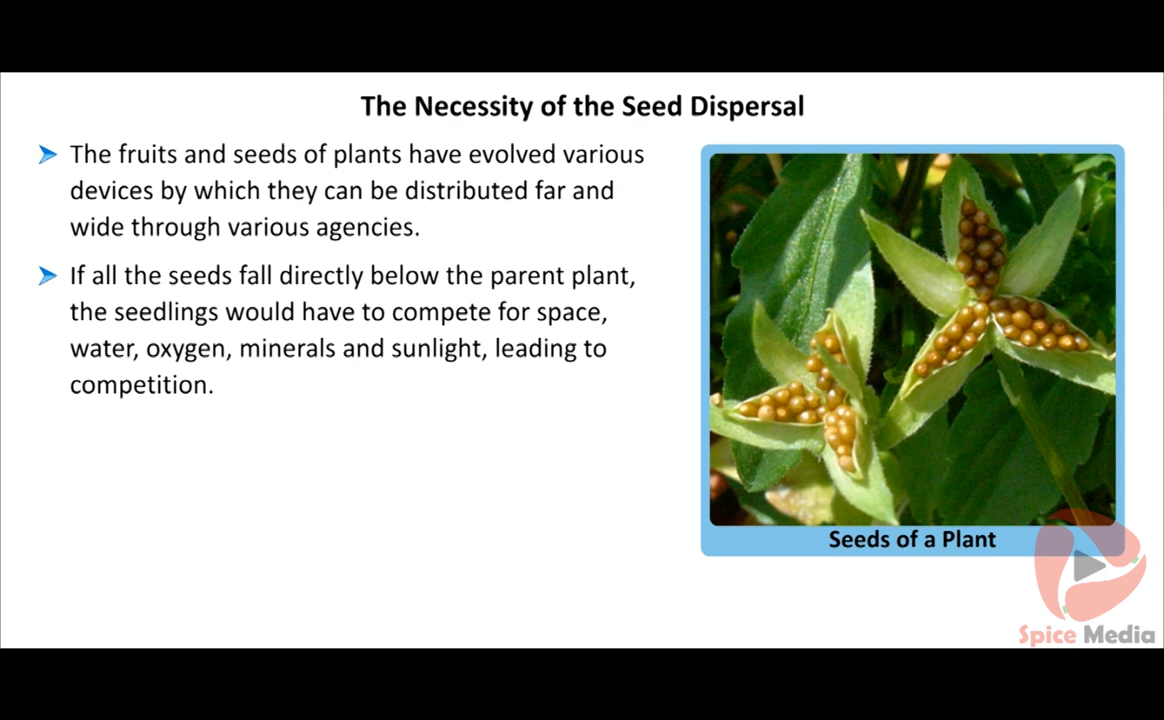 The Necessity of the Seed Dispersal
The fruits and seeds of plants have evolved various
devices by which they can be distributed far and
wide through various agencies.
If all the seeds fall directly below the parent plant,
the seedlings would have to compete for space,
water, oxygen, minerals and sunlight, leading to
competition.
Seeds of a Plant
Spice Media